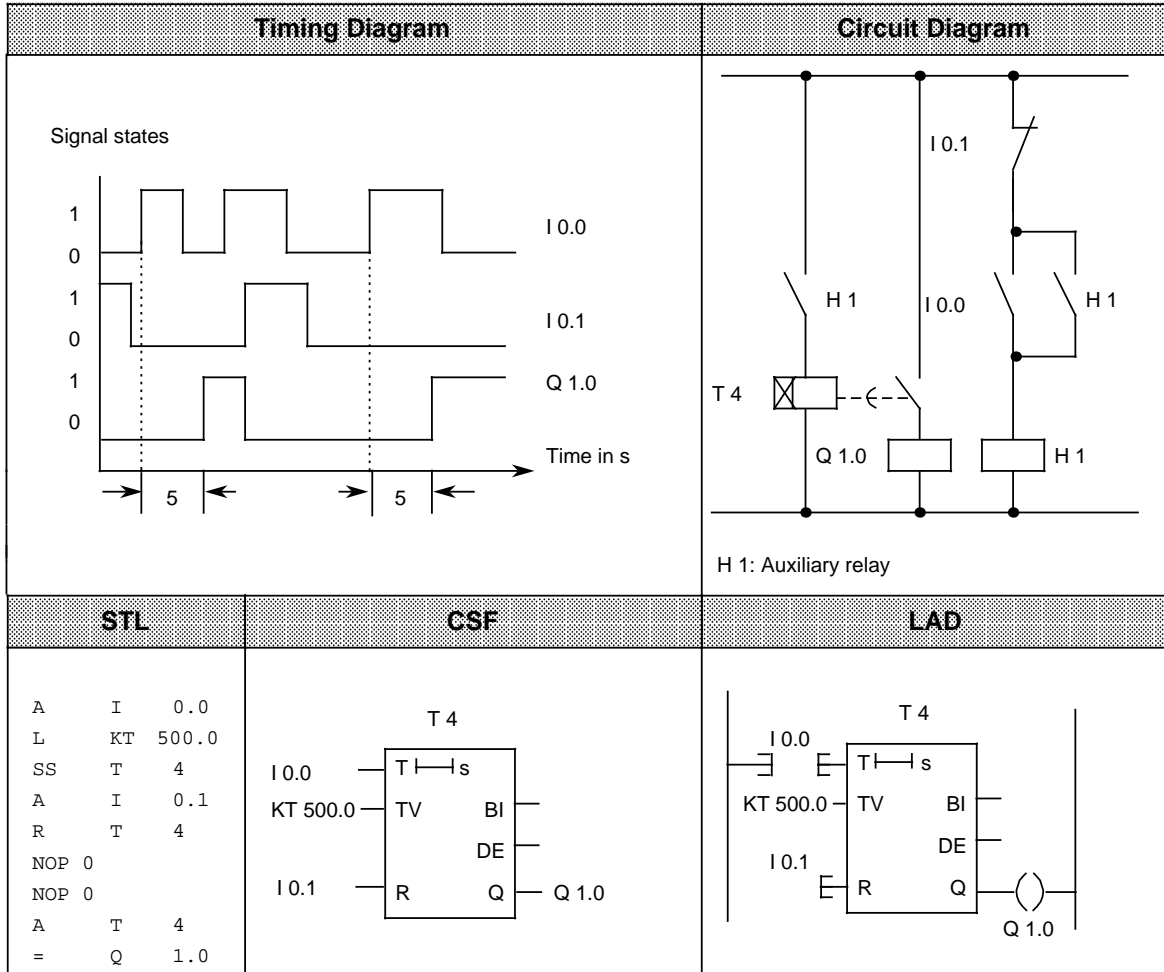 Timing Diagram
Circuit Diagram
Signal states
1
0
I 0.0
1
0
I 0.1
1
0
Q 1.0
Time in s
5
5
I 0.1
H 1
I 0.0
H 1
T 4
Q 1.0
H 1
H 1: Auxiliary relay
STL
CSF
LAD
A I 0.0
L KT 500.0
SS T 4
A I 0.1
R T 4
NOP 0
NOP 0
A T 4
= Q 1.0
T 4
I 0.0
T s
KT 500.0
TV
BI
DE
I 0.1
R
Q
Q 1.0
T 4
I 0.0
T s
KT 500.0
TV
BI
DE
I 0.1
R
Q
Q 1.0